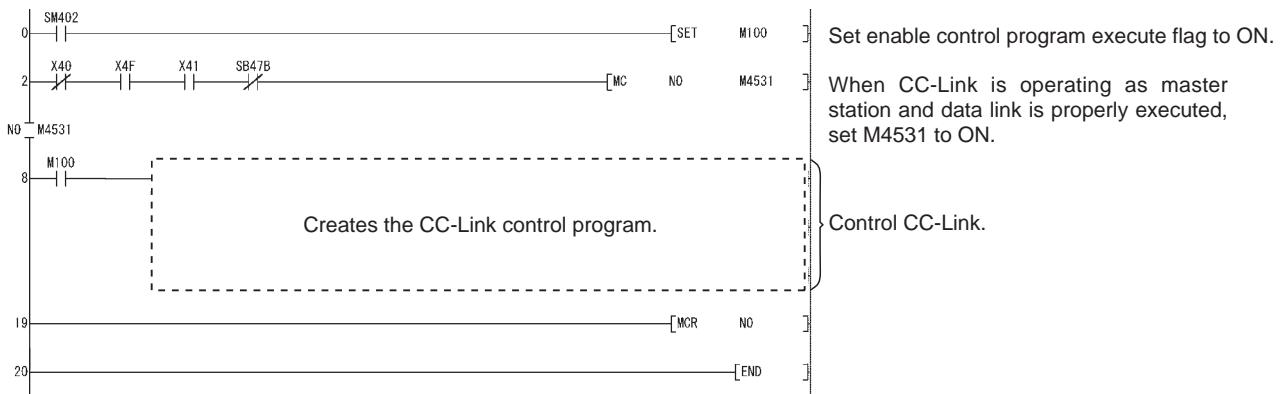 SM402
0 [SET M100 ] Set enable control program execute flag to ON.
X40 X4F X41 SB47B
2 [MC N0 M4531 ] When CC-Link is operating as master
station and data link is properly executed,
set M4531 to ON.
N0 M4531
M100
8
Creates the CC-Link control program. Control CC-Link.
19 [MCR N0 ]
20 [END ]